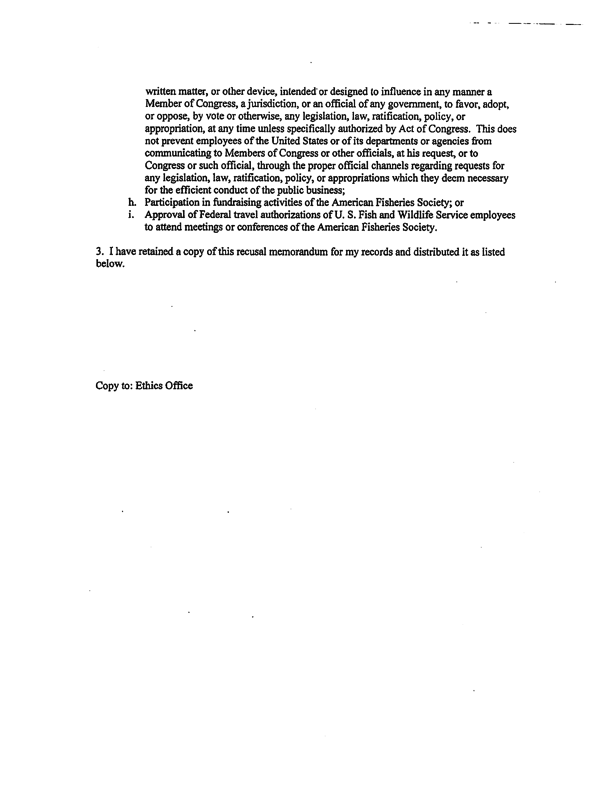 written matter, or other device, intended or designed to influence in any manner a
Member of Congress, a jurisdiction, or an official of any government, to favor, adopt,
or oppose, by vote or otherwise, any legislation, law, ratification, policy, or
appropriation, at any time unless specifically authorized by Act of Congress. This does
not prevent employees of the United States or of its departments or agencies from
communicating to Members of Congress or other officials, at his request, or to
Congress or such official, through the proper official channels regarding requests for
any legislation, law, ratification, policy, or appropriations which they deem necessary
for the efficient conduct of the public business;
h. Participation in fundraising activities of the American Fisheries Society; or
i. Approval of Federal travel authorizations of U. S. Fish and Wildlife Service employees
to attend meetings or conferences of the American Fisheries Society.
3. I have retained a copy of this recusal memorandum for my records and distributed it as listed
below.
Copy to: Ethics Office